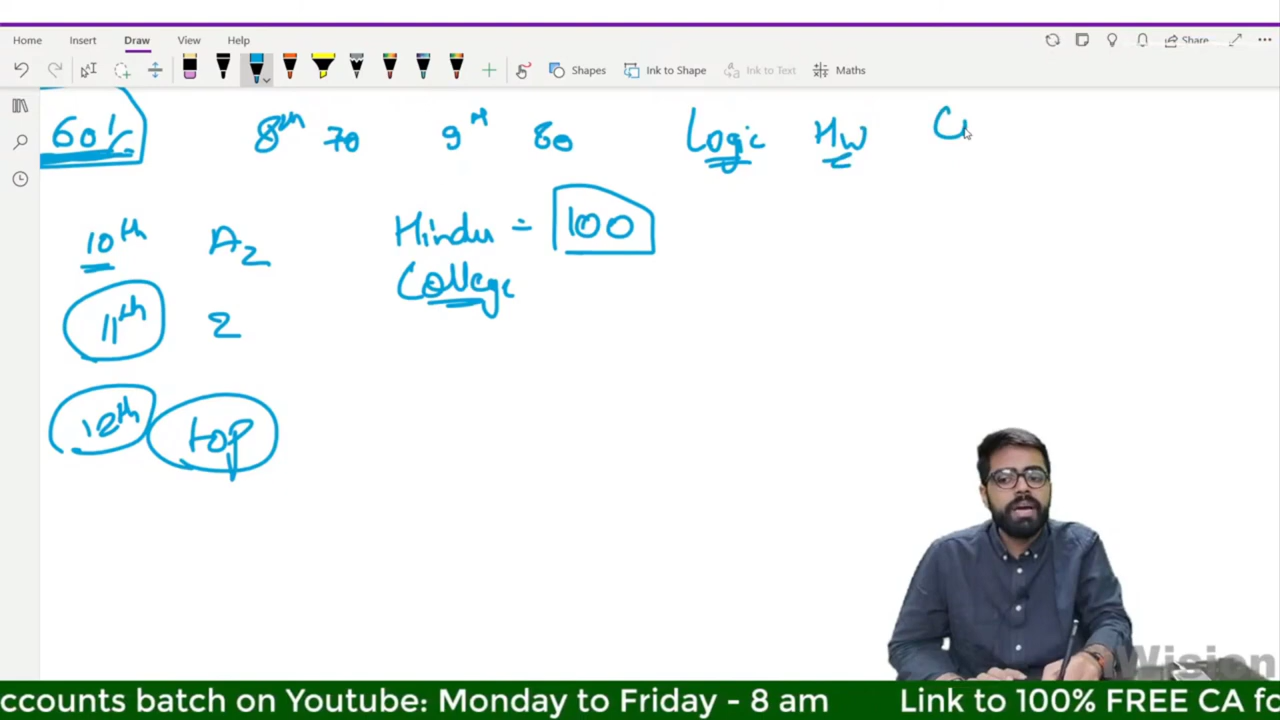 Home Insert Draw View Help Share
Shapes Ink to Shape Ink to Text Maths
60% 8th 70 9th 80 Logic HW C
10th A2 Hindu = 100
College
11th 2
12th top
Wision
ccounts batch on Youtube: Monday to Friday - 8 am Link to 100% FREE CA fo